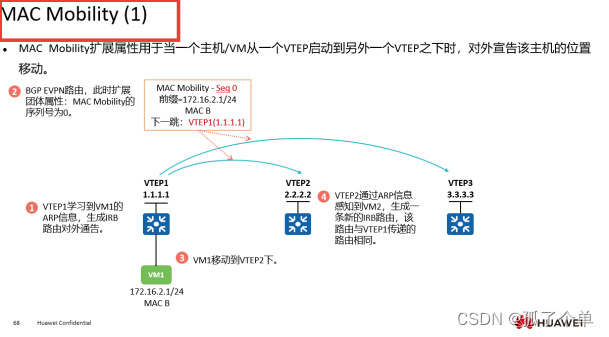 MAC Mobility (1)
• MAC Mobility扩展属性用于当一个主机/VM从一个VTEP启动到另外一个VTEP之下时，对外宣告该主机的位置
移动。
2 BGP EVPN路由，此时扩展
团体属性：MAC Mobility的
序列号为0。
MAC Mobility - Seq 0
前缀=172.16.2.1/24
MAC B
下一跳：VTEP1(1.1.1.1)
VTEP1
1.1.1.1
VTEP2
2.2.2.2
VTEP3
3.3.3.3
1 VTEP1学习到VM1的
ARP信息，生成IRB
路由对外通告。
4 VTEP2通过ARP信息
感知到VM2，生成一
条新的IRB路由，该
路由与VTEP1传递的
路由相同。
3 VM1移动到VTEP2下。
VM1
172.16.2.1/24
MAC B
68 Huawei Confidential
HUAWEI
CSDN @孤了个单